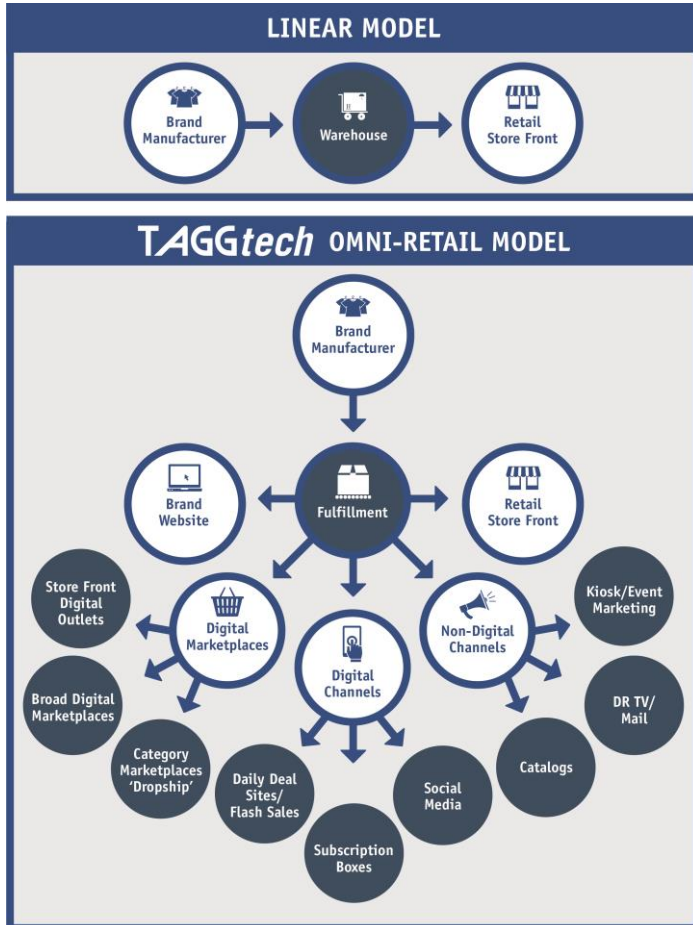 LINEAR MODEL
Brand
Manufacturer
Warehouse
Retail
Store Front
TAGGtech OMNI-RETAIL MODEL
Brand
Manufacturer
Brand
Website
Fulfillment
Retail
Store Front
Store Front
Digital
Outlets
Digital
Marketplaces
Digital
Channels
Non-Digital
Channels
Kiosk/Event
Marketing
Broad Digital
Marketplaces
Category
Marketplaces
'Dropship'
Daily Deal
Sites/
Flash Sales
Subscription
Boxes
Social
Media
Catalogs
DR TV/
Mail